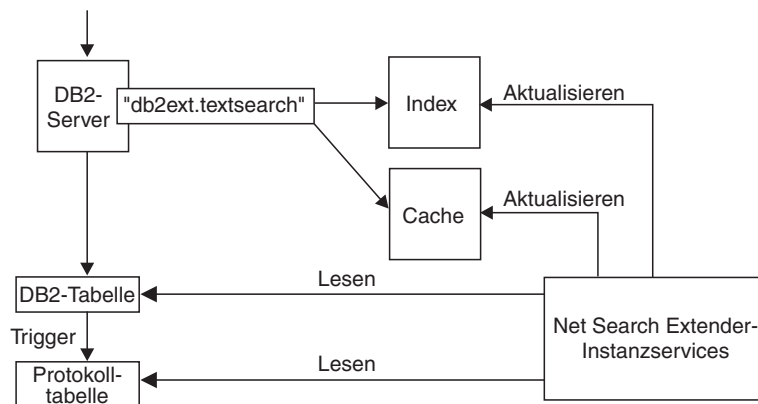 DB2-
Server
"db2ext.textsearch"
Index
Aktualisieren
Cache
Aktualisieren
DB2-Tabelle
Lesen
Trigger
Net Search Extender-
Instanzservices
Protokoll-
tabelle
Lesen